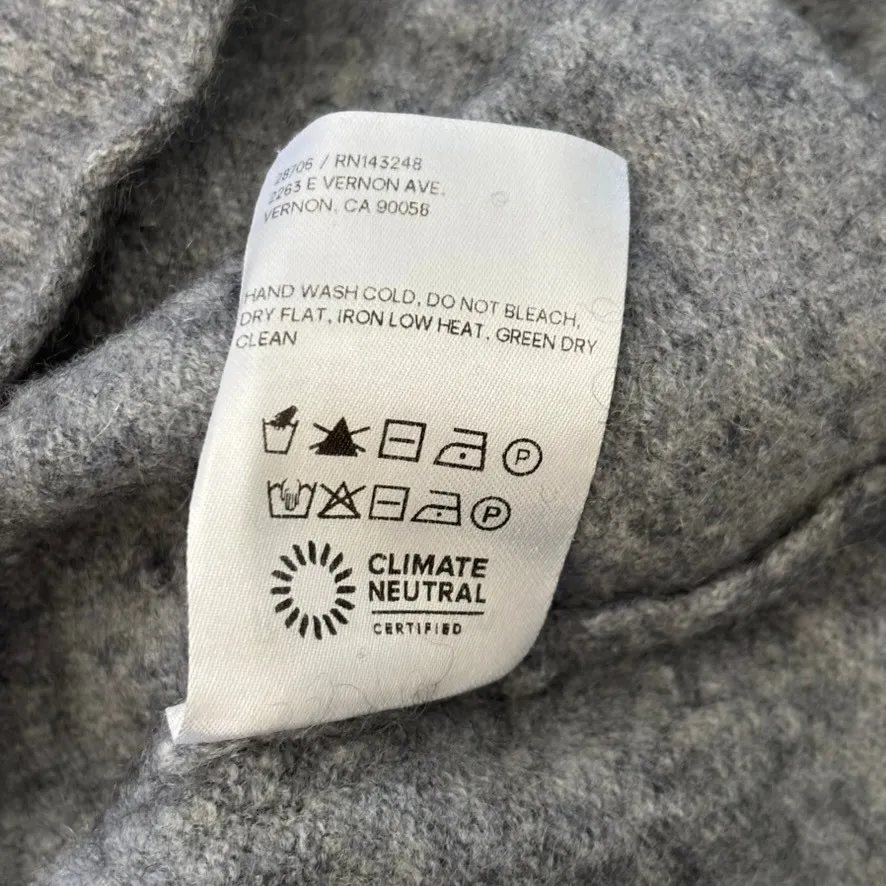 28706 / RN143248
2263 E VERNON AVE.
VERNON, CA 90058
HAND WASH COLD, DO NOT BLEACH,
DRY FLAT, IRON LOW HEAT, GREEN DRY
CLEAN
P
P
CLIMATE
NEUTRAL
CERTIFIED